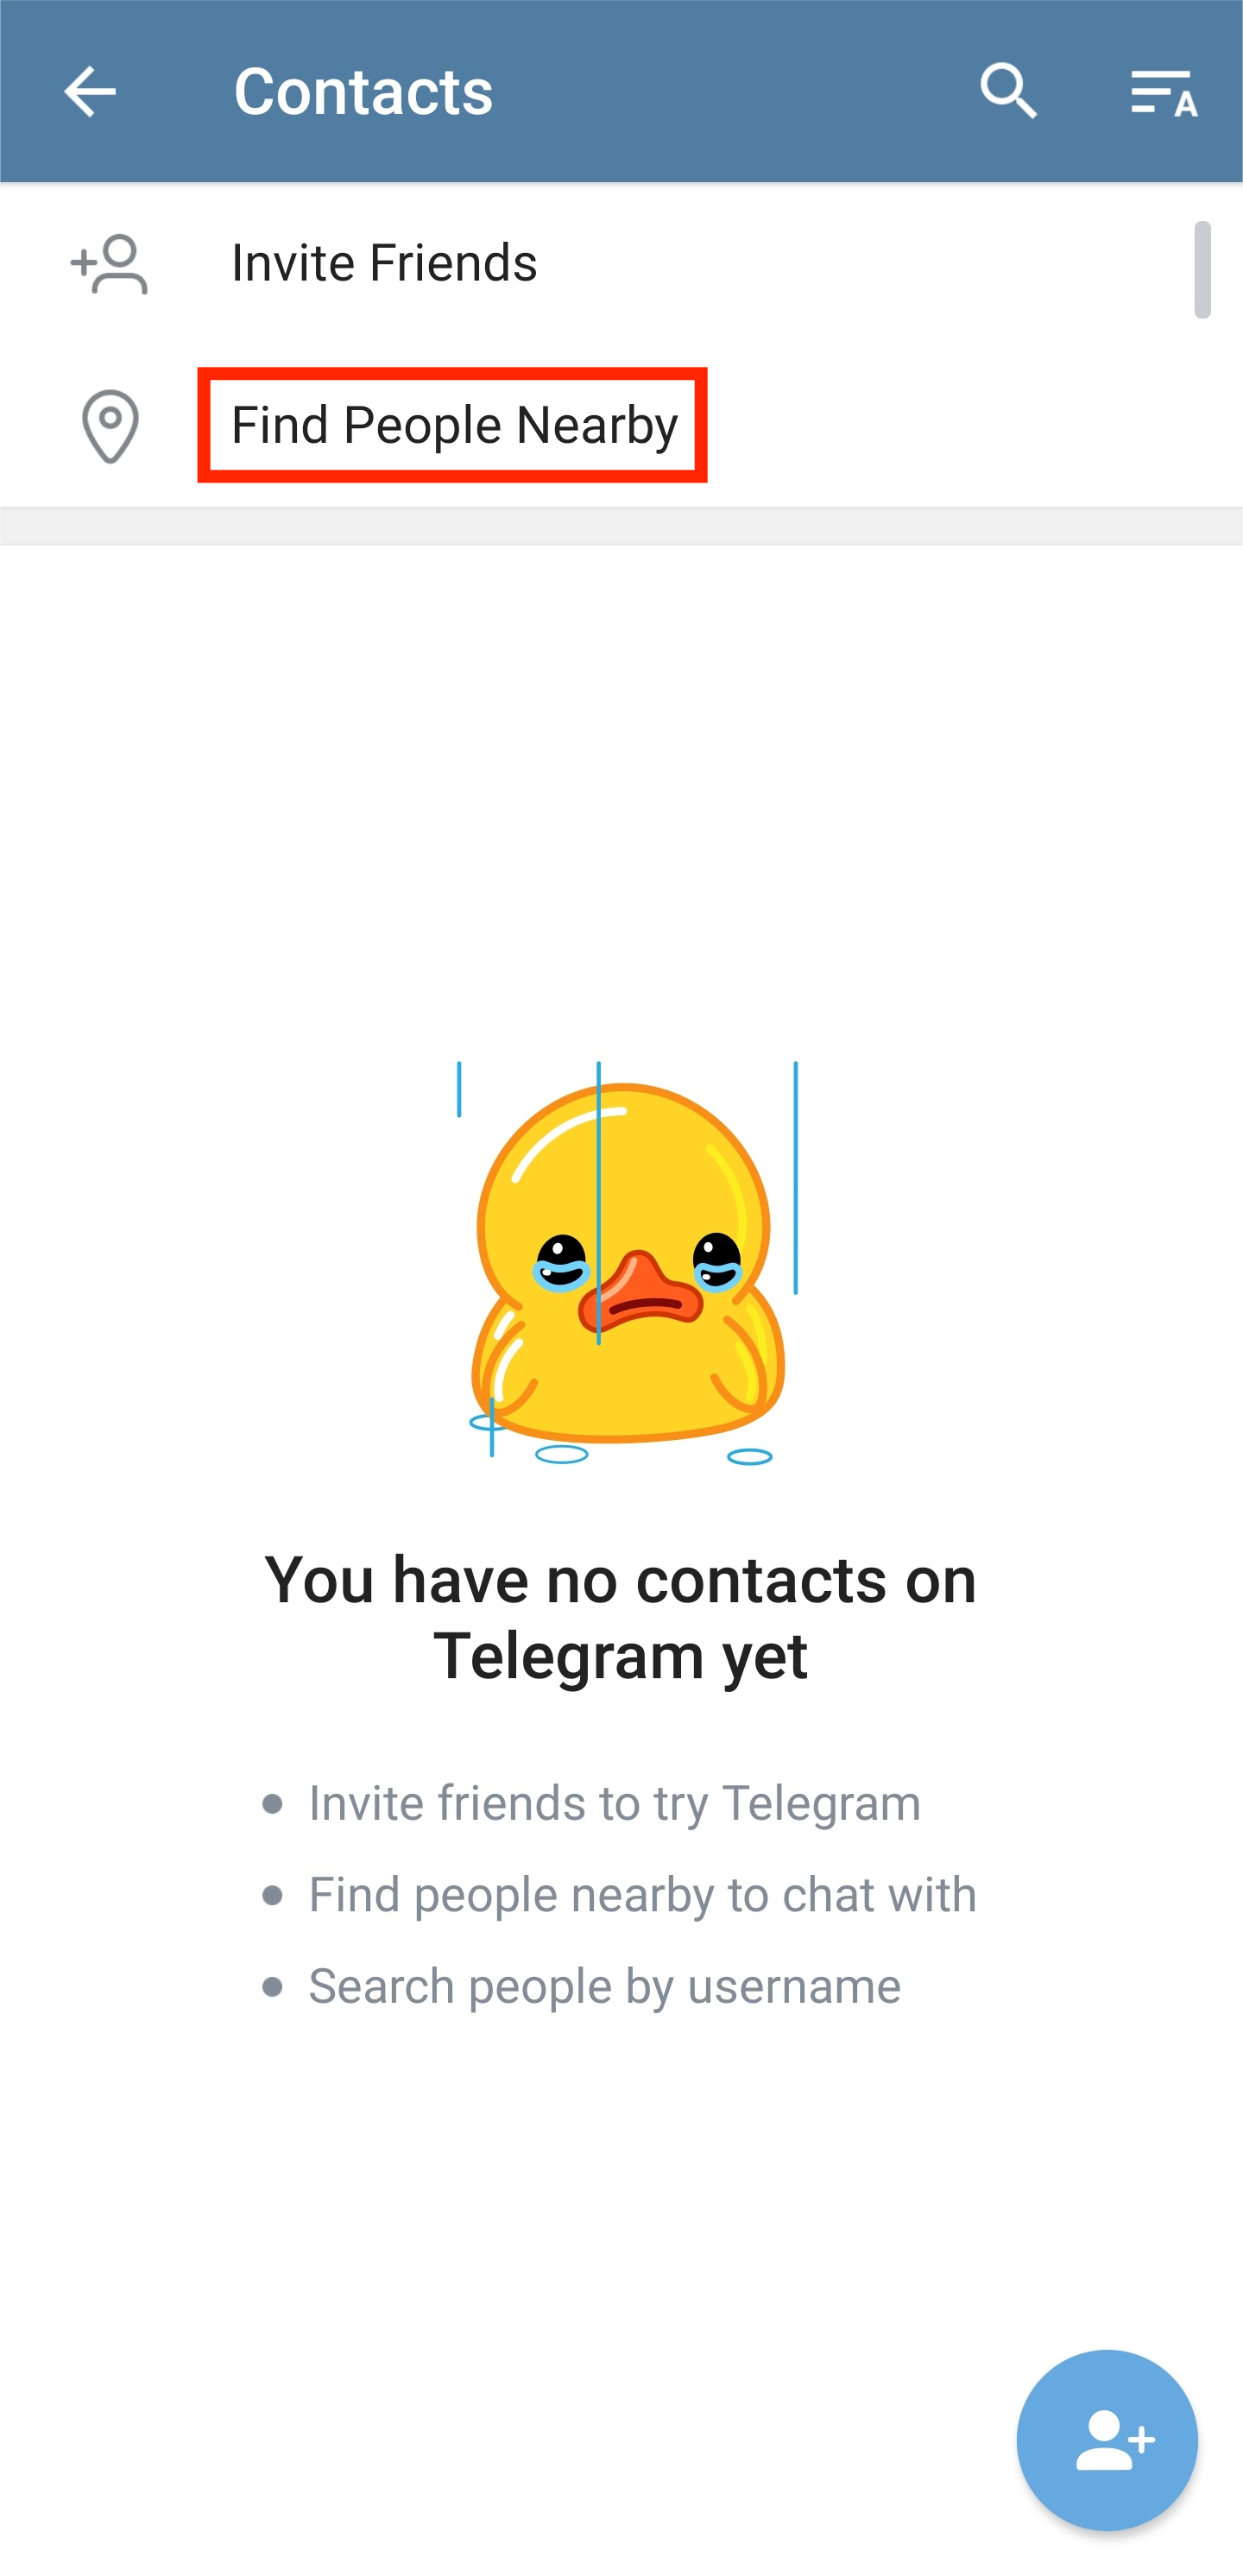 Contacts
A
Invite Friends
Find People Nearby
You have no contacts on
Telegram yet
Invite friends to try Telegram
Find people nearby to chat with
Search people by username